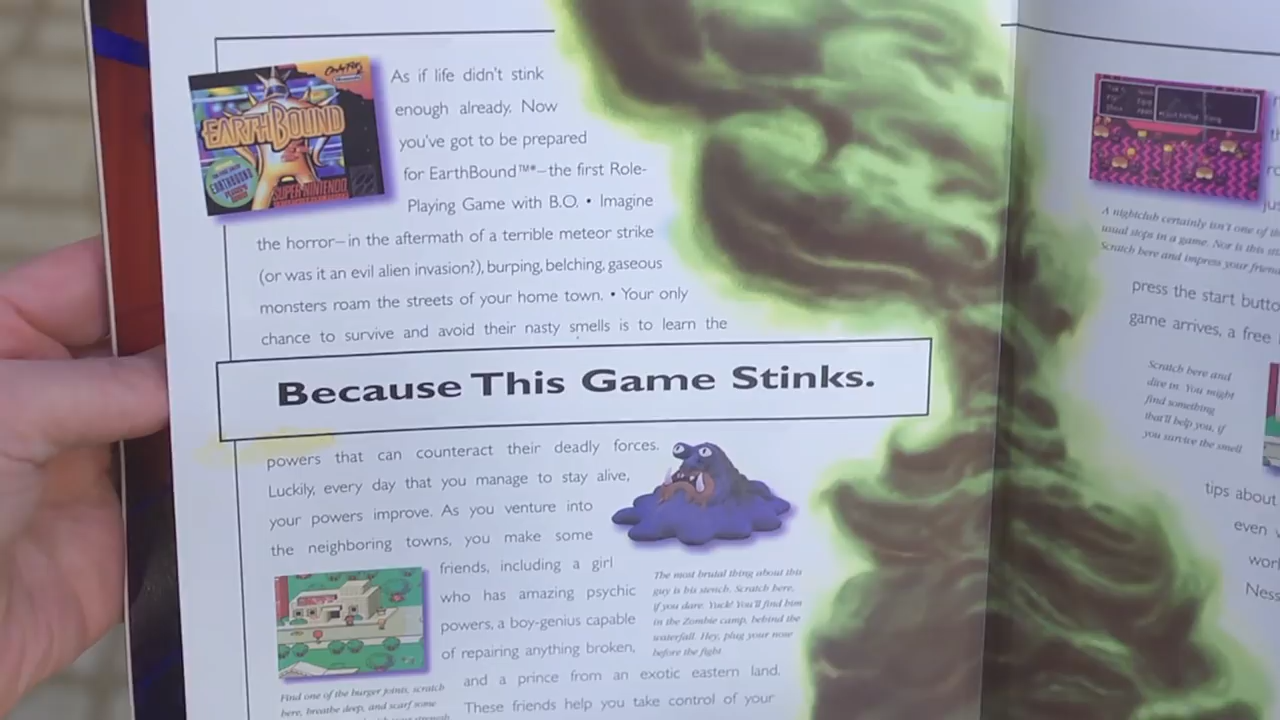 As if life didn't stink
enough already. Now
you've got to be prepared
for EarthBound™*—the first Role-
Playing Game with B.O. • Imagine
the horror—in the aftermath of a terrible meteor strike
(or was it an evil alien invasion?), burping, belching, gaseous
monsters roam the streets of your home town. • Your only
chance to survive and avoid their nasty smells is to learn the
Only For
Nintendo
EARTHBOUND
EARTHBOUND
SUPER NINTENDO
Because This Game Stinks.
powers that can counteract their deadly forces.
Luckily, every day that you manage to stay alive,
your powers improve. As you venture into
the neighboring towns, you make some
friends, including a girl
who has amazing psychic
powers, a boy-genius capable
of repairing anything broken,
and a prince from an exotic eastern land.
These friends help you take control of your
The most brutal thing about this
guy is his stench. Scratch here,
if you dare. Yuck! You'll find him
in the Zombie camp, behind the
waterfall. Hey, plug your nose
before the fight.
Find one of the burger joints, scratch
here, breathe deep, and scarf some
A nightclub certainly isn't one of
usual stops in a game. Nor is this
Scratch here and impress your
press the start
game arrives, a free
Scratch here and
dive in. You might
find something
that'll help you, if
you survive the smell
tips about
even
Ness